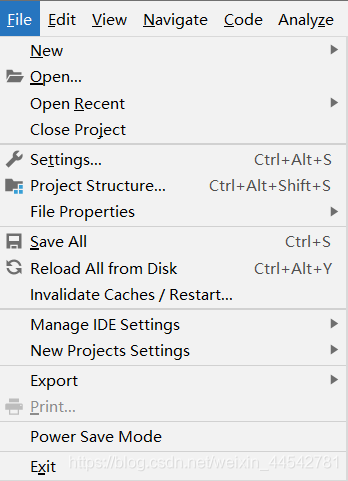 File Edit View Navigate Code Analyze
New
Open...
Open Recent
Close Project
Settings... Ctrl+Alt+S
Project Structure... Ctrl+Alt+Shift+S
File Properties
Save All Ctrl+S
Reload All from Disk Ctrl+Alt+Y
Invalidate Caches / Restart...
Manage IDE Settings
New Projects Settings
Export
Print...
Power Save Mode
Exit
https://blog.csdn.net/weixin_44542781